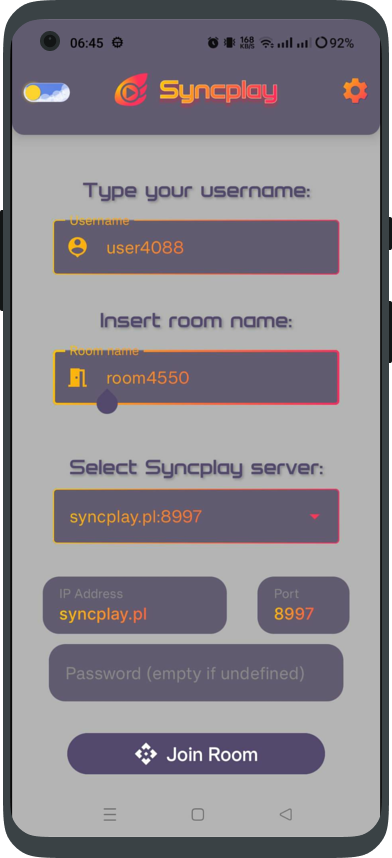 06:45 168 KB/S 92%
Syncplay
Type your username:
Username
user4088
Insert room name:
Room name
room4550
Select Syncplay server:
syncplay.pl:8997
IP Address Port
syncplay.pl 8997
Password (empty if undefined)
Join Room